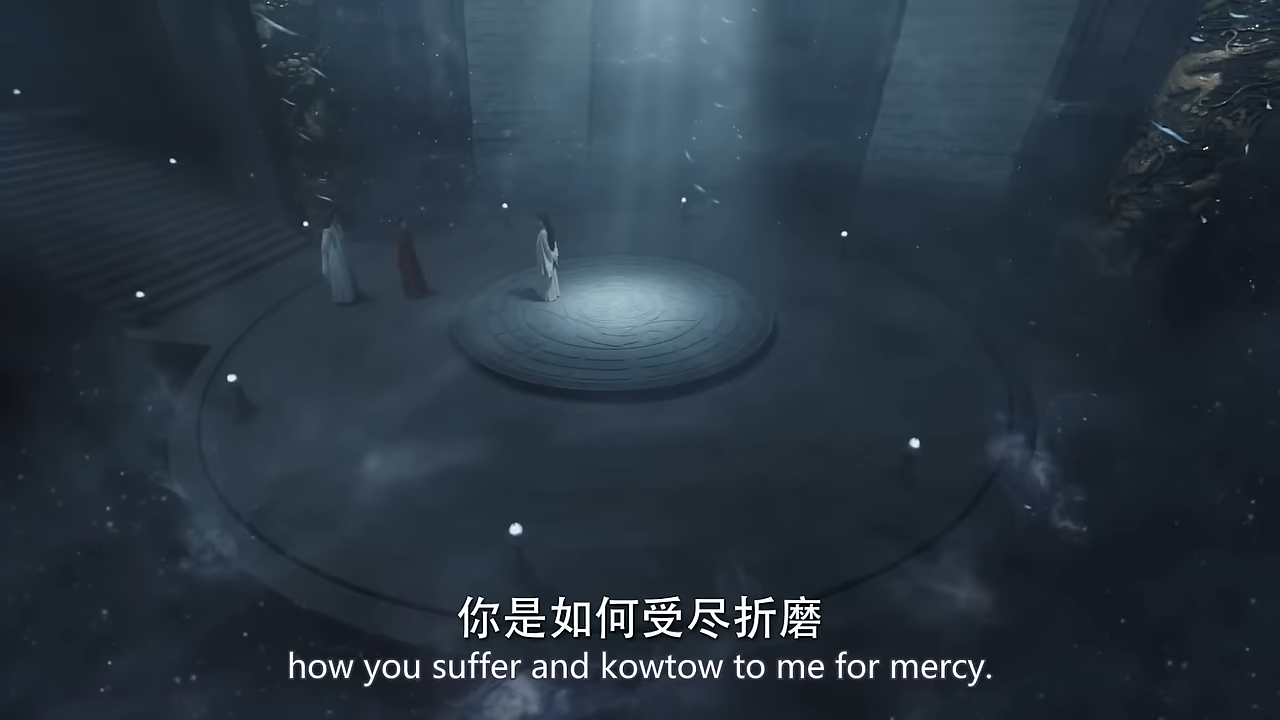 你是如何受尽折磨
how you suffer and kowtow to me for mercy.